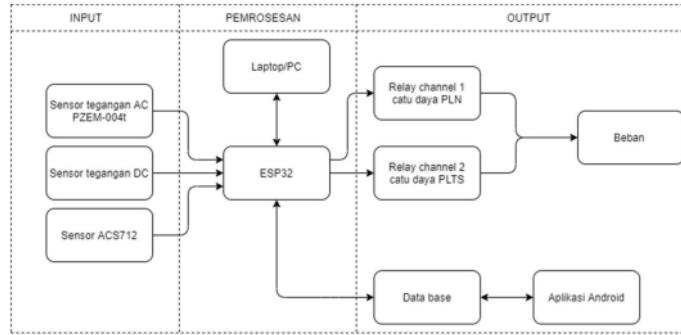 INPUT
PEMROSESAN
OUTPUT
Laptop/PC
Relay channel 1
catu daya PLN
Sensor tegangan AC
PZEM-004t
Beban
Sensor tegangan DC
ESP32
Relay channel 2
catu daya PLTS
Sensor ACS712
Data base
Aplikasi Android